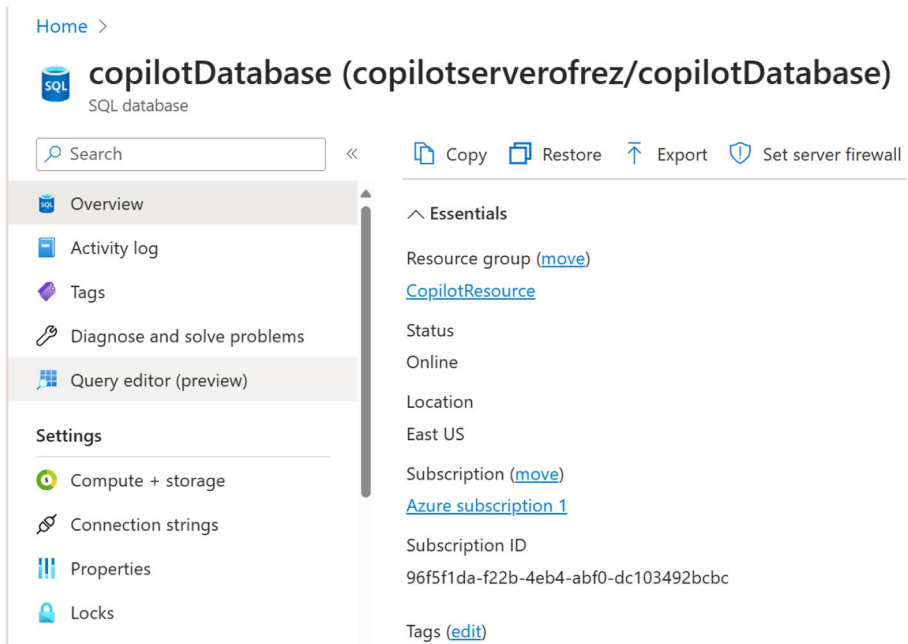 Home >
copilotDatabase (copilotserverofrez/copilotDatabase)
SQL
SQL database
Search
«
Copy
Restore
Export
Set server firewall
Overview
Activity log
Tags
Diagnose and solve problems
Query editor (preview)
Settings
Compute + storage
Connection strings
Properties
Locks
Essentials
Resource group (move)
CopilotResource
Status
Online
Location
East US
Subscription (move)
Azure subscription 1
Subscription ID
96f5f1da-f22b-4eb4-abf0-dc103492bcbc
Tags (edit)